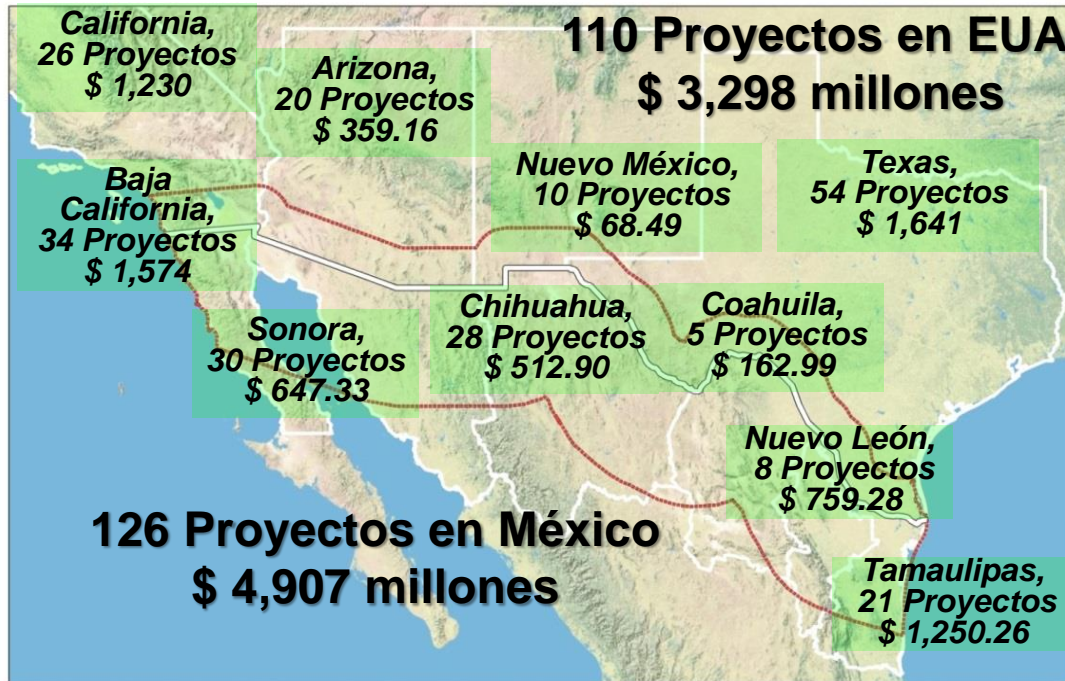 California,
26 Proyectos
$ 1,230
110 Proyectos en EUA
$ 3,298 millones
Arizona,
20 Proyectos
$ 359.16
Nuevo México,
10 Proyectos
$ 68.49
Texas,
54 Proyectos
$ 1,641
Baja
California,
34 Proyectos
$ 1,574
Sonora,
30 Proyectos
$ 647.33
Chihuahua,
28 Proyectos
$ 512.90
Coahuila,
5 Proyectos
$ 162.99
Nuevo León,
8 Proyectos
$ 759.28
126 Proyectos en México
$ 4,907 millones
Tamaulipas,
21 Proyectos
$ 1,250.26